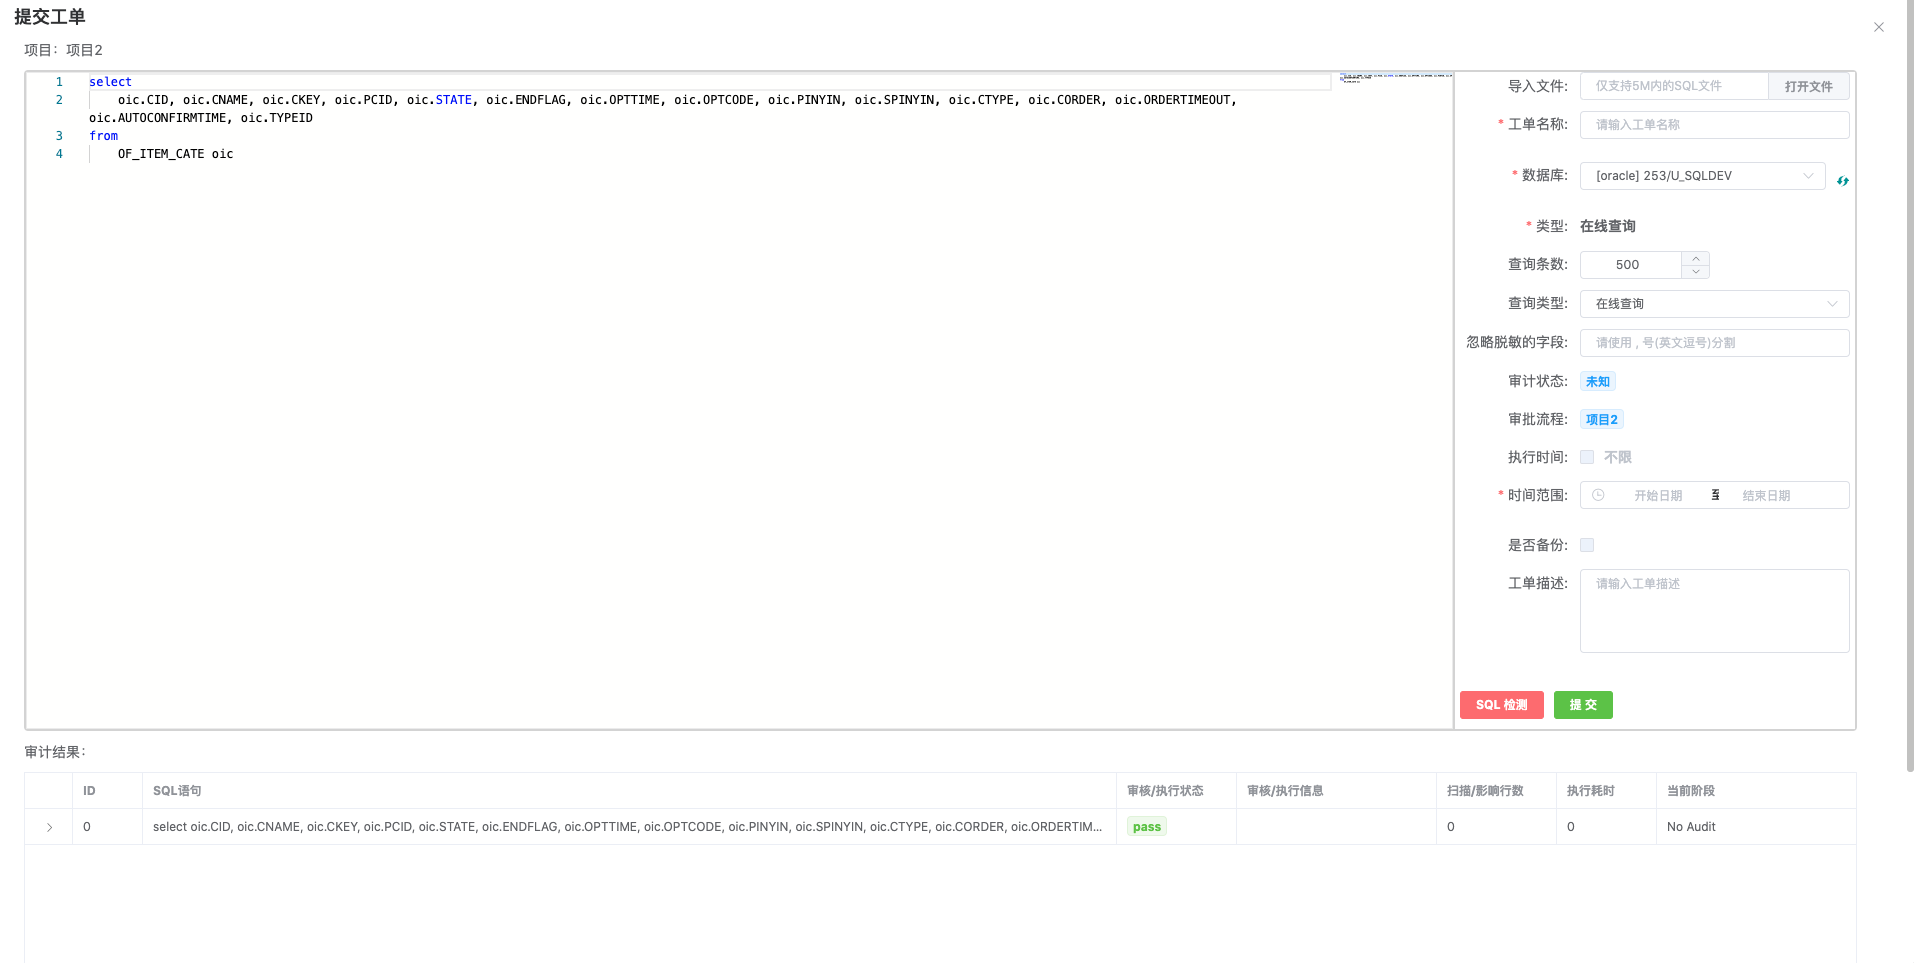 提交工单
项目：项目2
1 select
2 oic.CID, oic.CNAME, oic.CKEY, oic.PCID, oic.STATE, oic.ENDFLAG, oic.OPTTIME, oic.OPTCODE, oic.PINYIN, oic.SPINYIN, oic.CTYPE, oic.CORDER, oic.ORDERTIMEOUT,
oic.AUTOCONFIRMTIME, oic.TYPEID
3 from
4 OF_ITEM_CATE oic
导入文件: 仅支持5M内的SQL文件 打开文件
* 工单名称: 请输入工单名称
* 数据库: [oracle] 253/U_SQLDEV
* 类型: 在线查询
查询条数: 500
查询类型: 在线查询
忽略脱敏的字段: 请使用 , 号(英文逗号)分割
审计状态: 未知
审批流程: 项目2
执行时间: 不限
* 时间范围: 开始日期 至 结束日期
是否备份:
工单描述: 请输入工单描述
SQL 检测 提 交
审计结果：
ID SQL语句 审核/执行状态 审核/执行信息 扫描/影响行数 执行耗时 当前阶段
0 select oic.CID, oic.CNAME, oic.CKEY, oic.PCID, oic.STATE, oic.ENDFLAG, oic.OPTTIME, oic.OPTCODE, oic.PINYIN, oic.SPINYIN, oic.CTYPE, oic.CORDER, oic.ORDERTIM... pass 0 0 No Audit